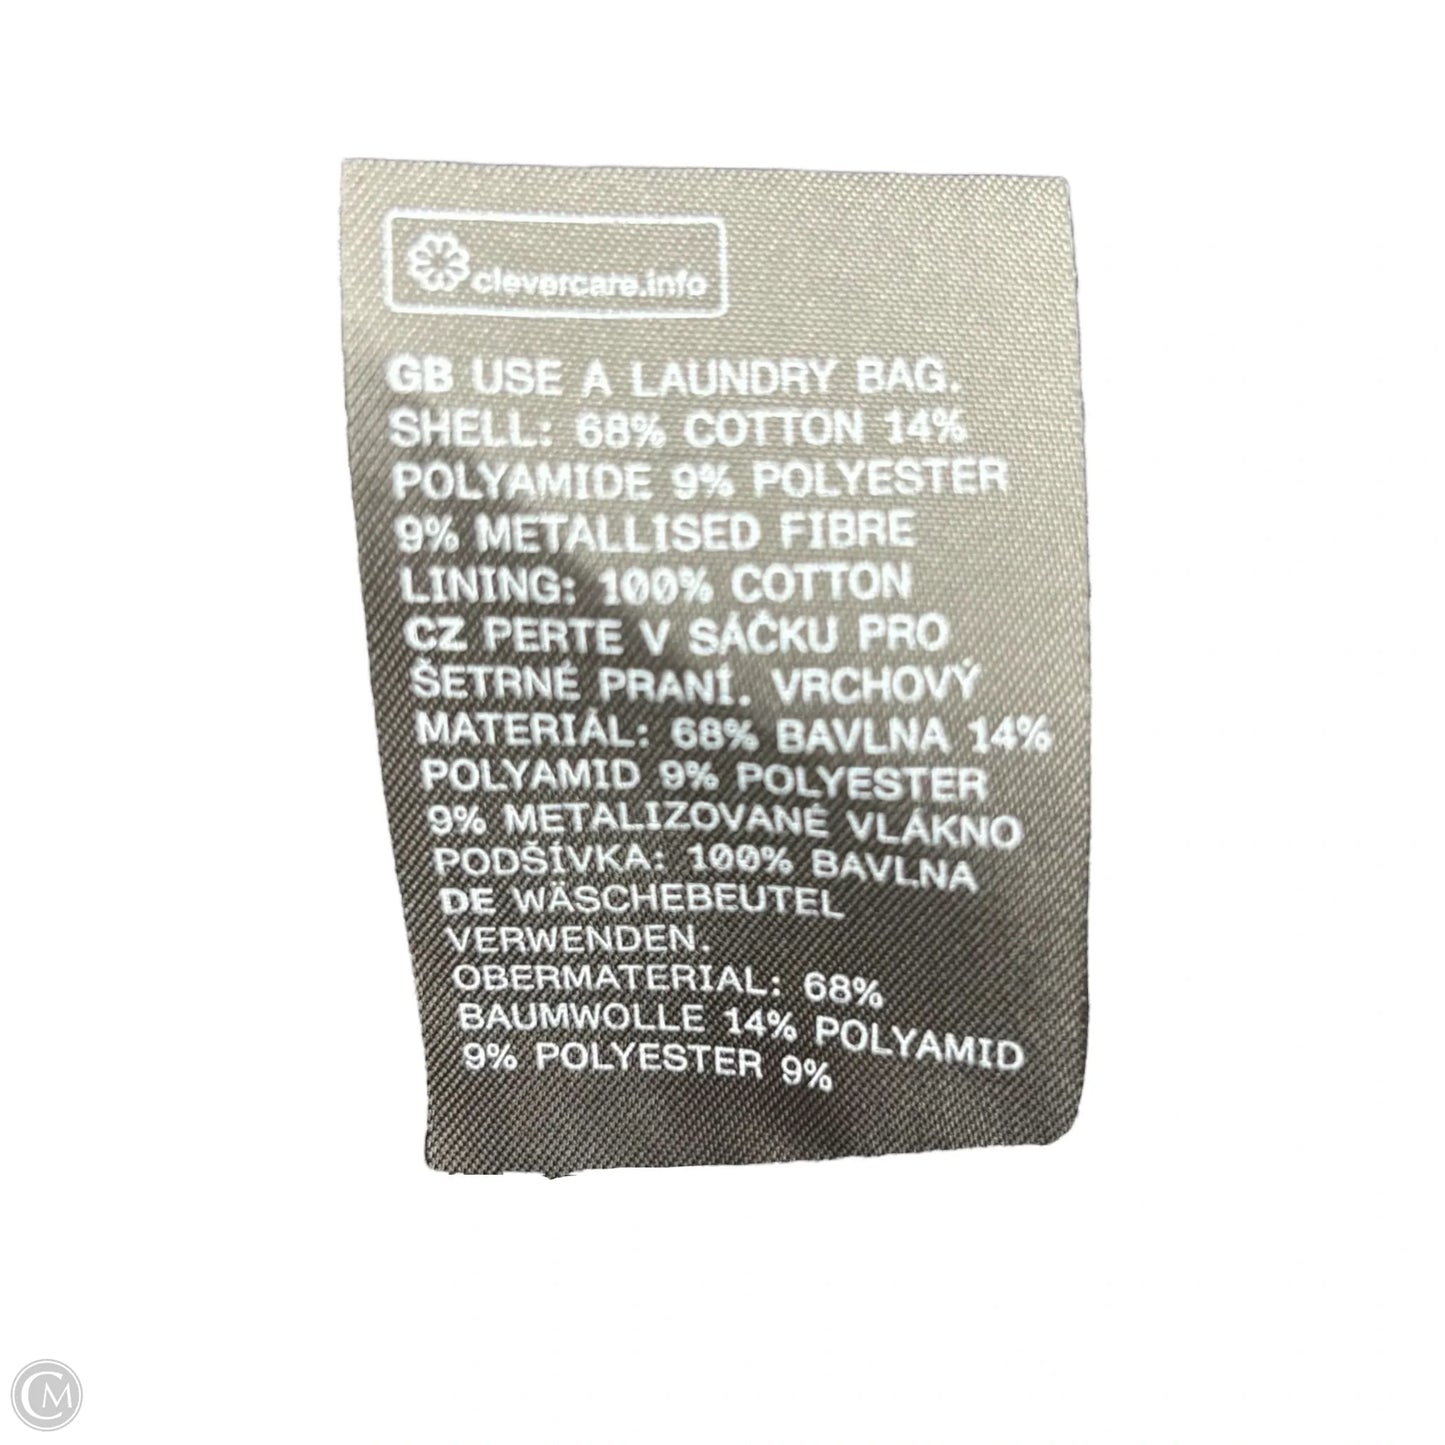 clevercare.info
GB USE A LAUNDRY BAG.
SHELL: 68% COTTON 14%
POLYAMIDE 9% POLYESTER
9% METALLISED FIBRE
LINING: 100% COTTON
CZ PERTE V SÁČKU PRO
ŠETRNÉ PRANÍ. VRCHOVÝ
MATERIÁL: 68% BAVLNA 14%
POLYAMID 9% POLYESTER
9% METALIZOVANÉ VLÁKNO
PODŠÍVKA: 100% BAVLNA
DE WÄSCHEBEUTEL
VERWENDEN.
OBERMATERIAL: 68%
BAUMWOLLE 14% POLYAMID
9% POLYESTER 9%
CM